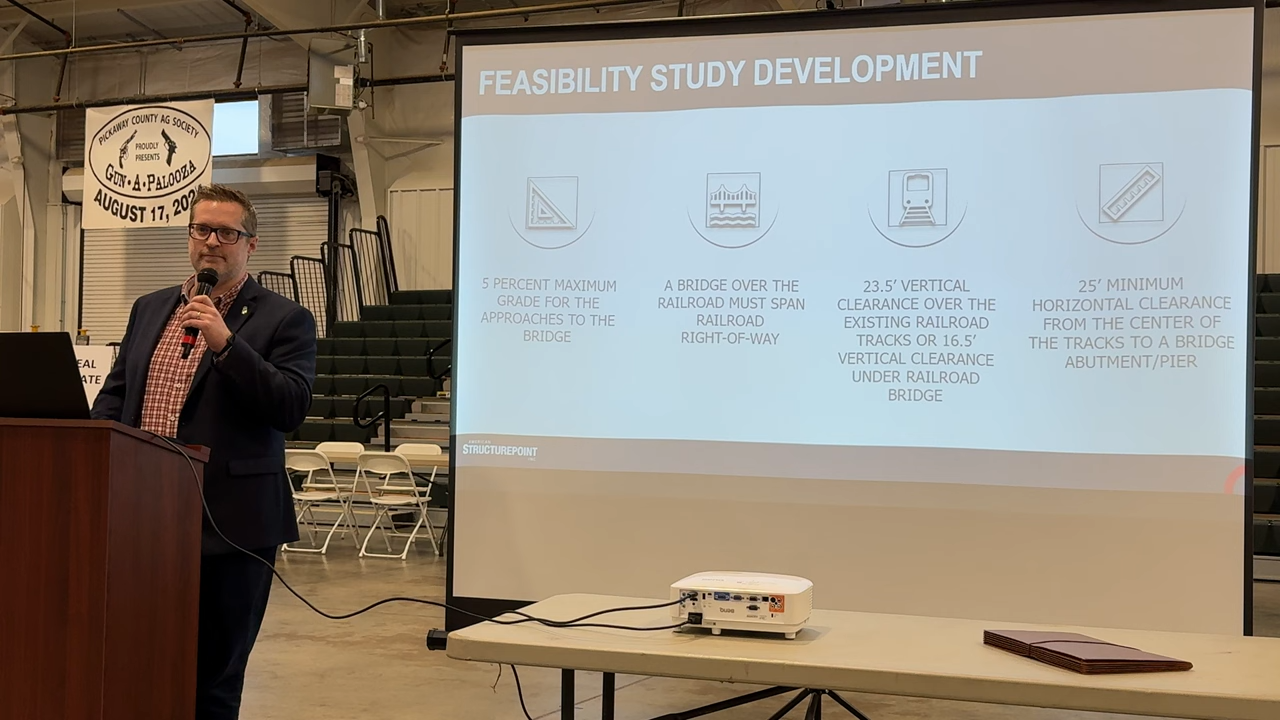 FEASIBILITY STUDY DEVELOPMENT
PICKAWAY COUNTY AG SOCIETY
PROUDLY
PRESENTS
GUN•A•PALOOZA
AUGUST 17,
5 PERCENT MAXIMUM
GRADE FOR THE
APPROACHES TO THE
BRIDGE
A BRIDGE OVER THE
RAILROAD MUST SPAN
RAILROAD
RIGHT-OF-WAY
23.5' VERTICAL
CLEARANCE OVER THE
EXISTING RAILROAD
TRACKS OR 16.5'
VERTICAL CLEARANCE
UNDER RAILROAD
BRIDGE
25' MINIMUM
HORIZONTAL CLEARANCE
FROM THE CENTER OF
THE TRACKS TO A BRIDGE
ABUTMENT/PIER
AMERICAN
STRUCTUREPOINT
BenQ